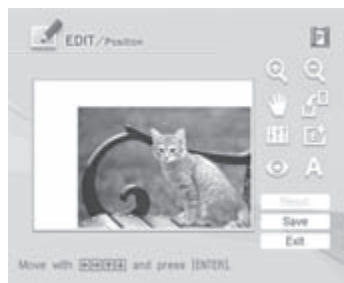 EDIT/Position
A
Reset
Save
Exit
Move with [←][→][↑][↓] and press [ENTER].